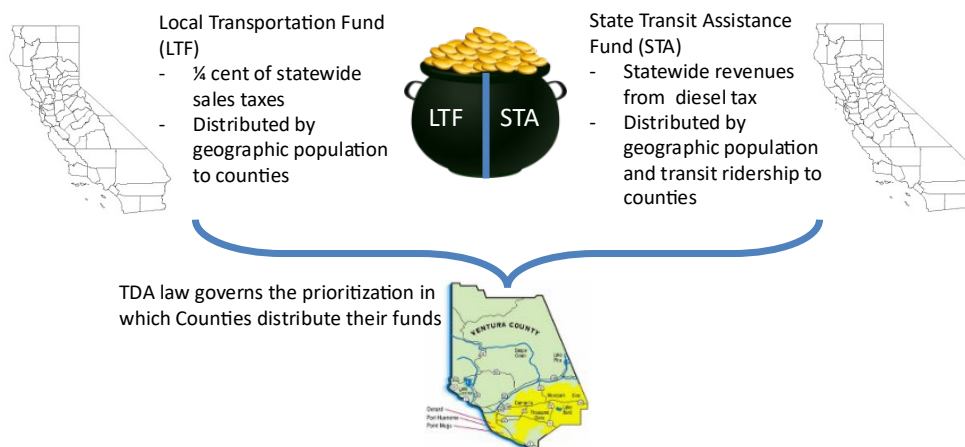 Local Transportation Fund
(LTF)
- ¼ cent of statewide
sales taxes
- Distributed by
geographic population
to counties
LTF
STA
State Transit Assistance
Fund (STA)
- Statewide revenues
from diesel tax
- Distributed by
geographic population
and transit ridership to
counties
TDA law governs the prioritization in
which Counties distribute their funds
VENTURA COUNTY
Oxnard
Port Hueneme
Point Mugu